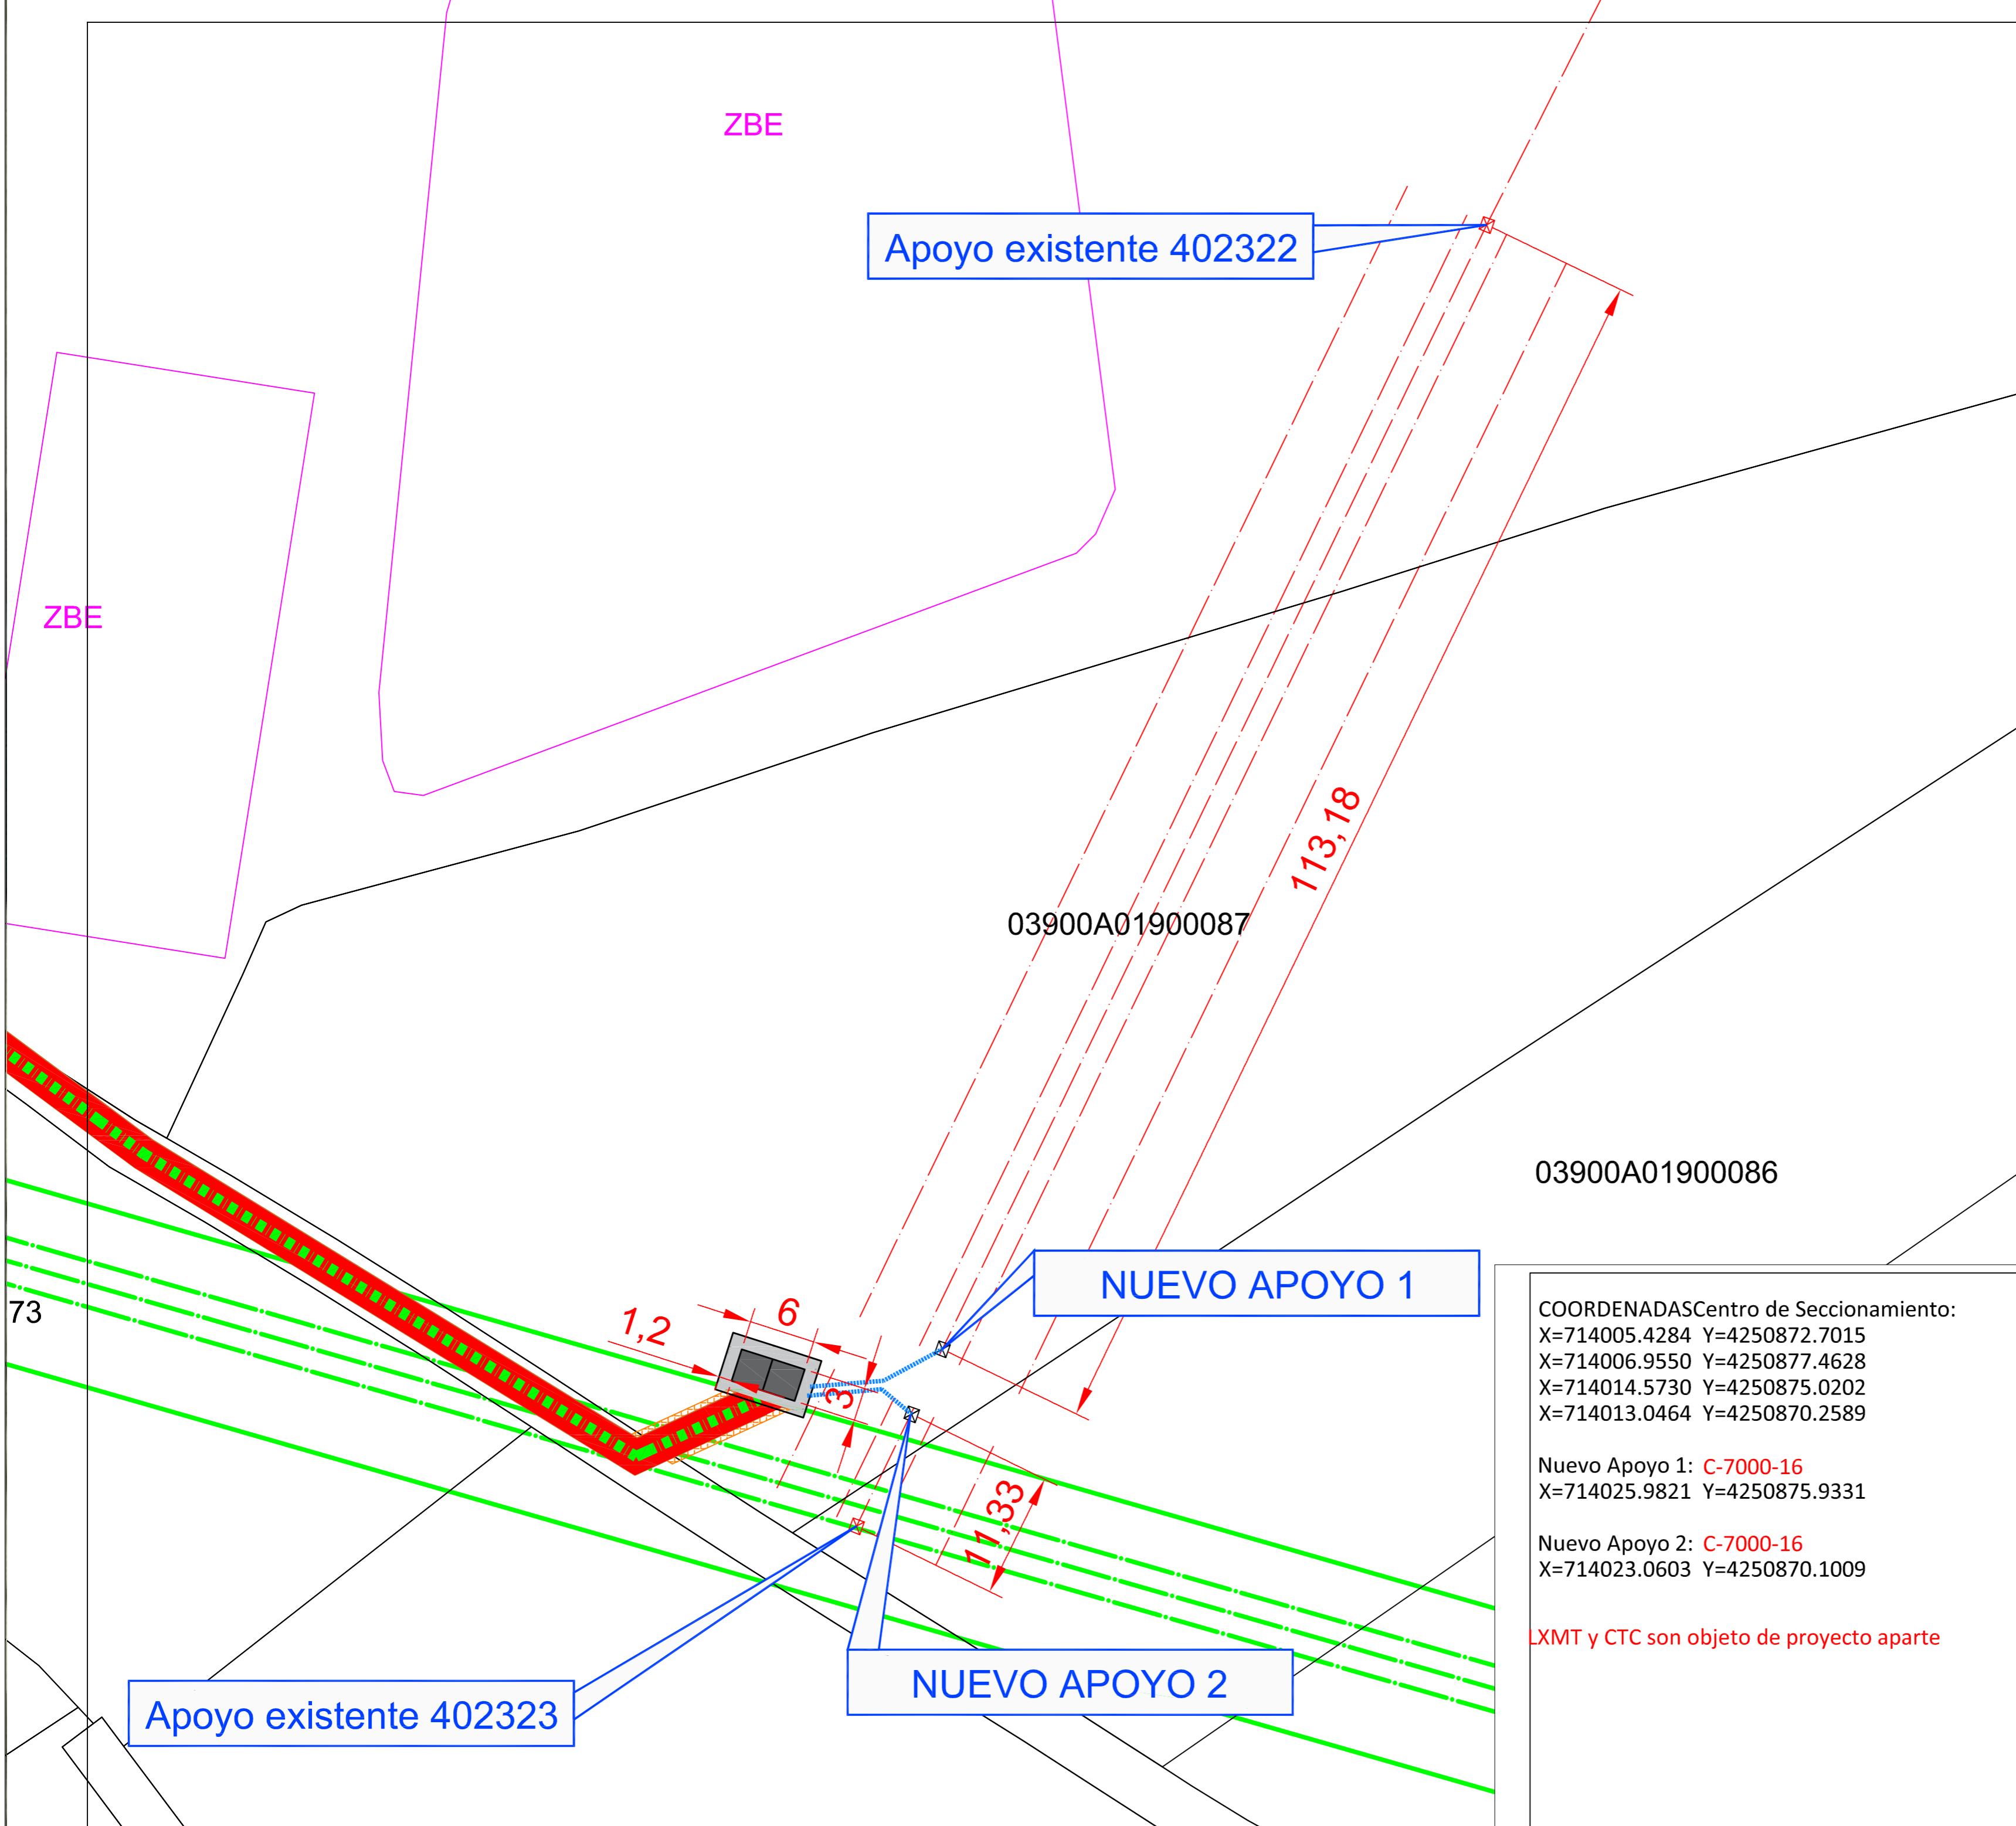 ZBE
Apoyo existente 402322
ZBE
113,18
03900A01900087
03900A01900086
NUEVO APOYO 1
73
1,2
6
3
11,33
NUEVO APOYO 2
Apoyo existente 402323
COORDENADASCentro de Seccionamiento:
X=714005.4284 Y=4250872.7015
X=714006.9550 Y=4250877.4628
X=714014.5730 Y=4250875.0202
X=714013.0464 Y=4250870.2589
Nuevo Apoyo 1: C-7000-16
X=714025.9821 Y=4250875.9331
Nuevo Apoyo 2: C-7000-16
X=714023.0603 Y=4250870.1009
LXMT y CTC son objeto de proyecto aparte